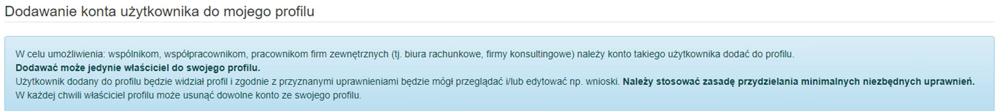 Dodawanie konta użytkownika do mojego profilu
W celu umożliwienia: wspólnikom, współpracownikom, pracownikom firm zewnętrznych (tj. biura rachunkowe, firmy konsultingowe) należy konto takiego użytkownika dodać do profilu.
Dodawać może jedynie właściciel do swojego profilu.
Użytkownik dodany do profilu będzie widział profil i zgodnie z przyznanymi uprawnieniami będzie mógł przeglądać i/lub edytować np. wnioski. Należy stosować zasadę przydzielania minimalnych niezbędnych uprawnień.
W każdej chwili właściciel profilu może usunąć dowolne konto ze swojego profilu.